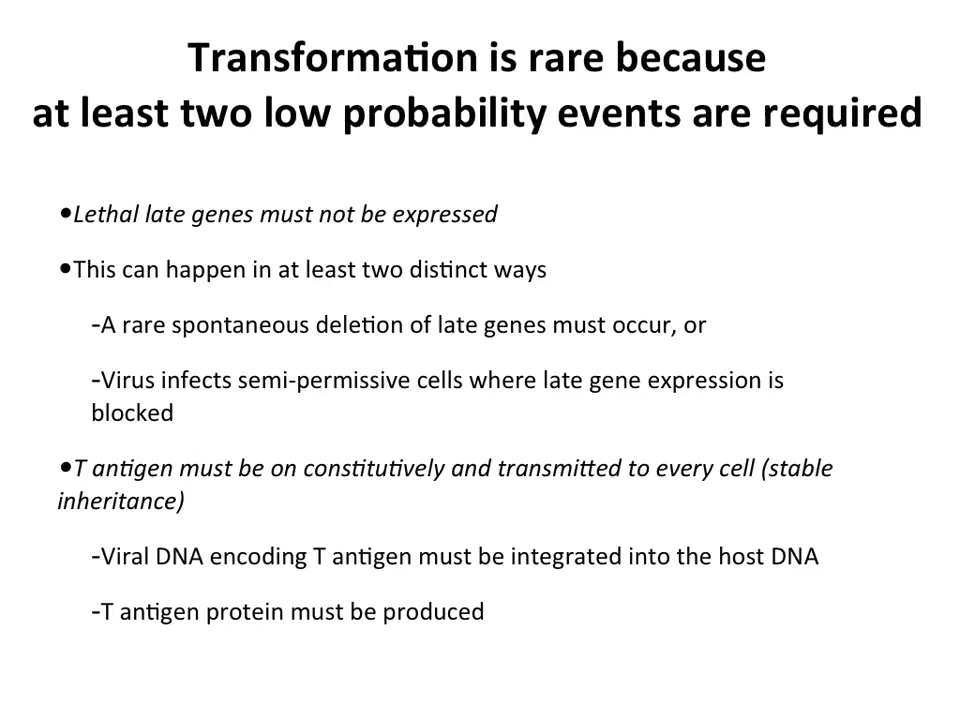 Transformation is rare because
at least two low probability events are required
•Lethal late genes must not be expressed
•This can happen in at least two distinct ways
-A rare spontaneous deletion of late genes must occur, or
-Virus infects semi-permissive cells where late gene expression is
blocked
•T antigen must be on constitutively and transmitted to every cell (stable
inheritance)
-Viral DNA encoding T antigen must be integrated into the host DNA
-T antigen protein must be produced